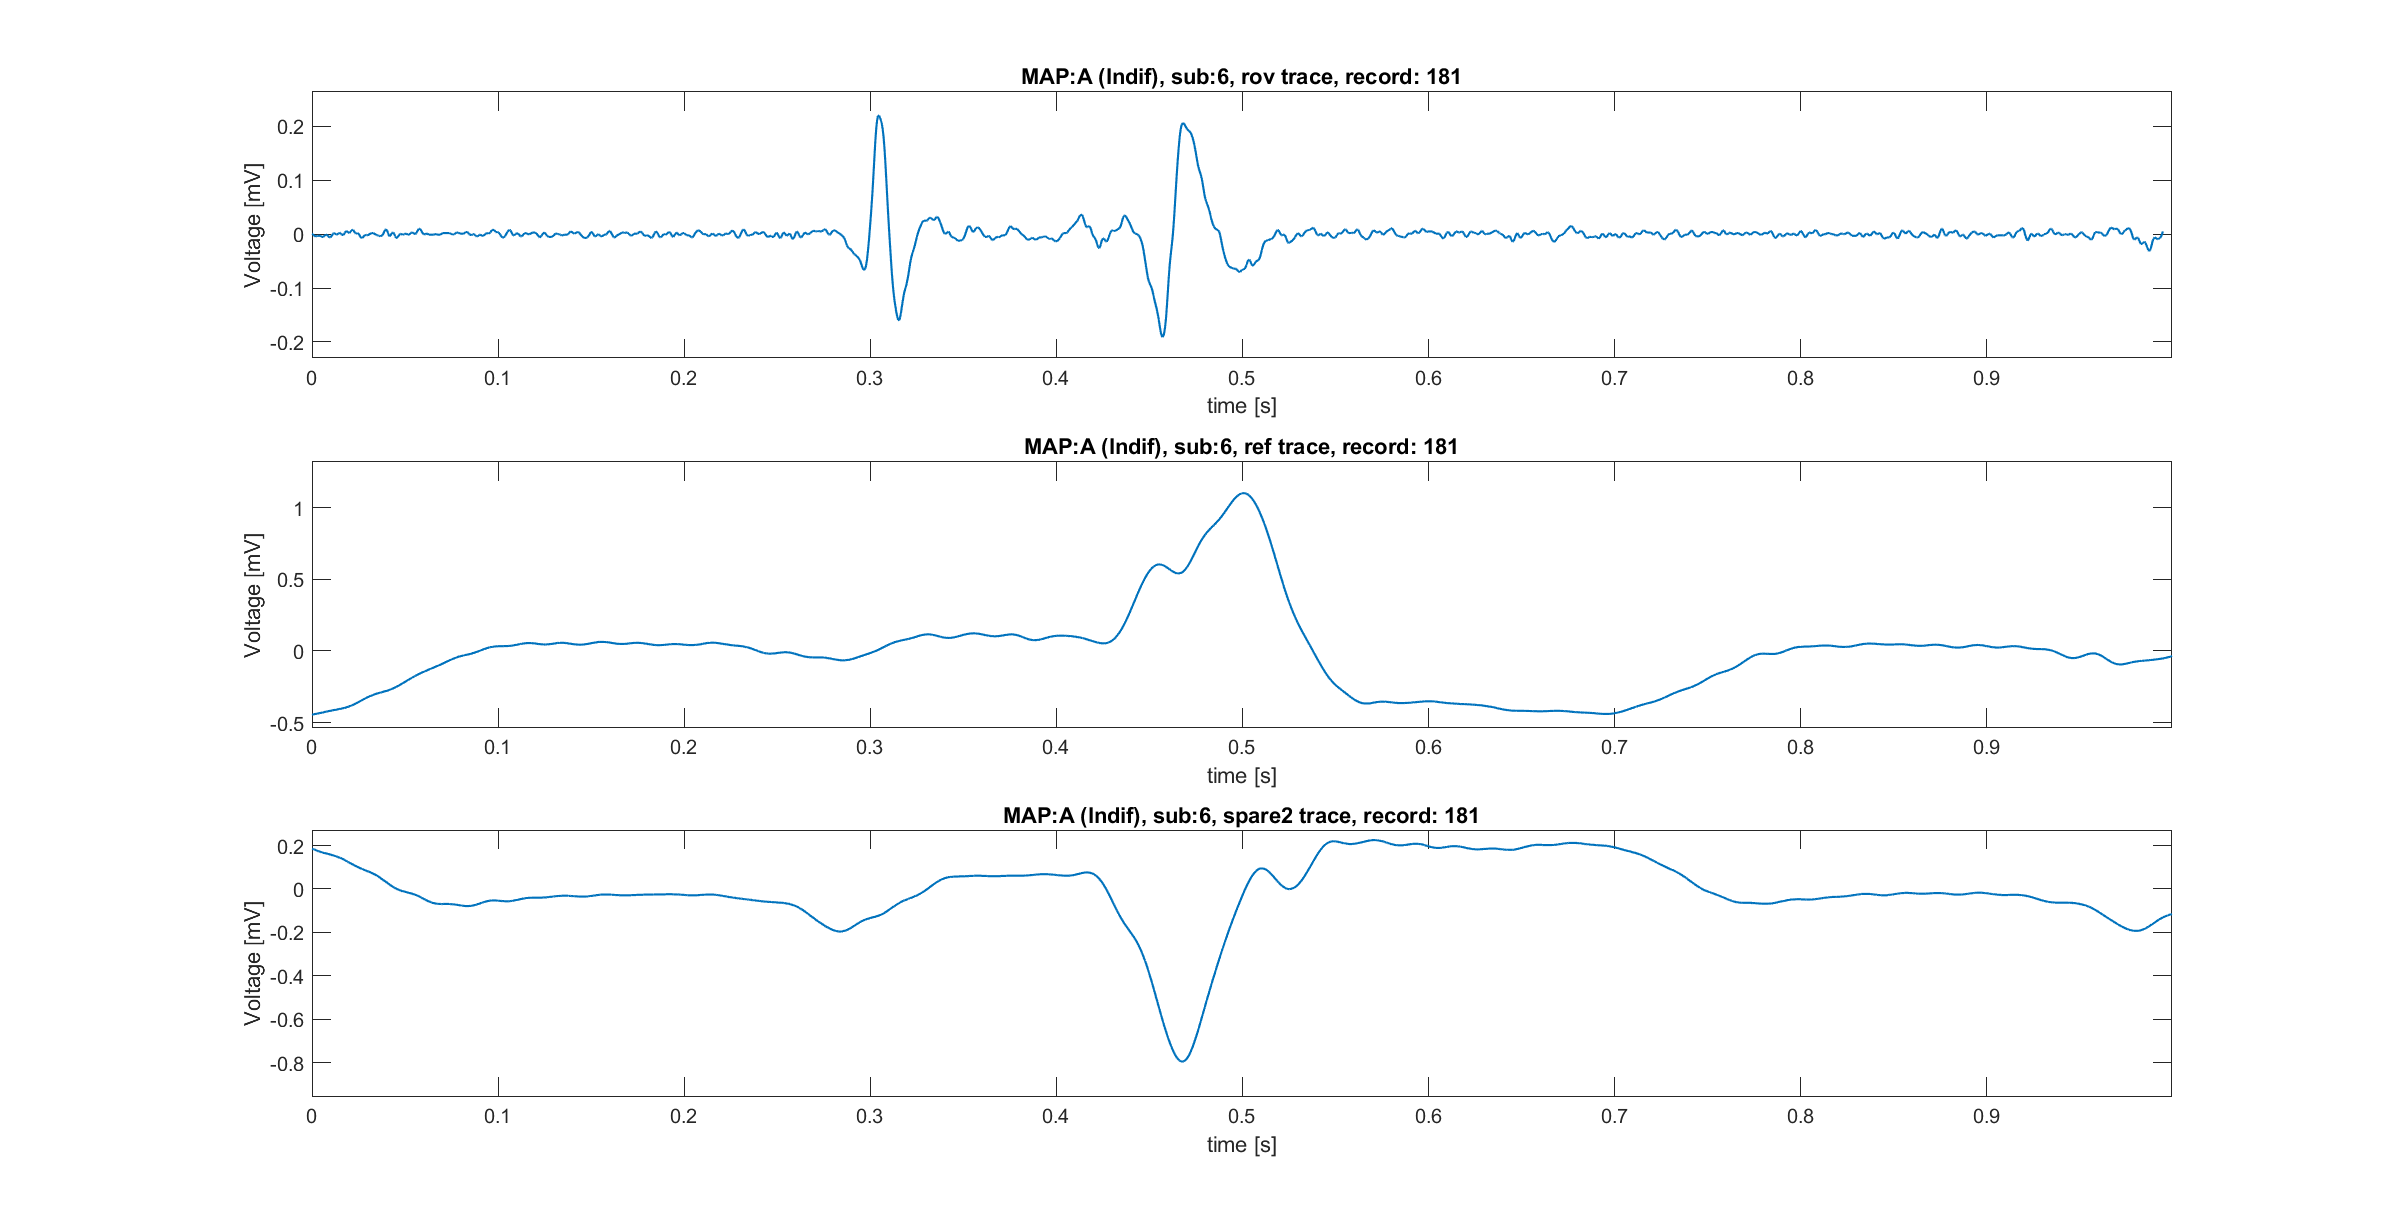 MAP:A (Indif), sub:6, rov trace, record: 181
Voltage [mV]
0.2
0.1
0
-0.1
-0.2
0 0.1 0.2 0.3 0.4 0.5 0.6 0.7 0.8 0.9
time [s]
MAP:A (Indif), sub:6, ref trace, record: 181
Voltage [mV]
1
0.5
0
-0.5
0 0.1 0.2 0.3 0.4 0.5 0.6 0.7 0.8 0.9
time [s]
MAP:A (Indif), sub:6, spare2 trace, record: 181
Voltage [mV]
0.2
0
-0.2
-0.4
-0.6
-0.8
0 0.1 0.2 0.3 0.4 0.5 0.6 0.7 0.8 0.9
time [s]